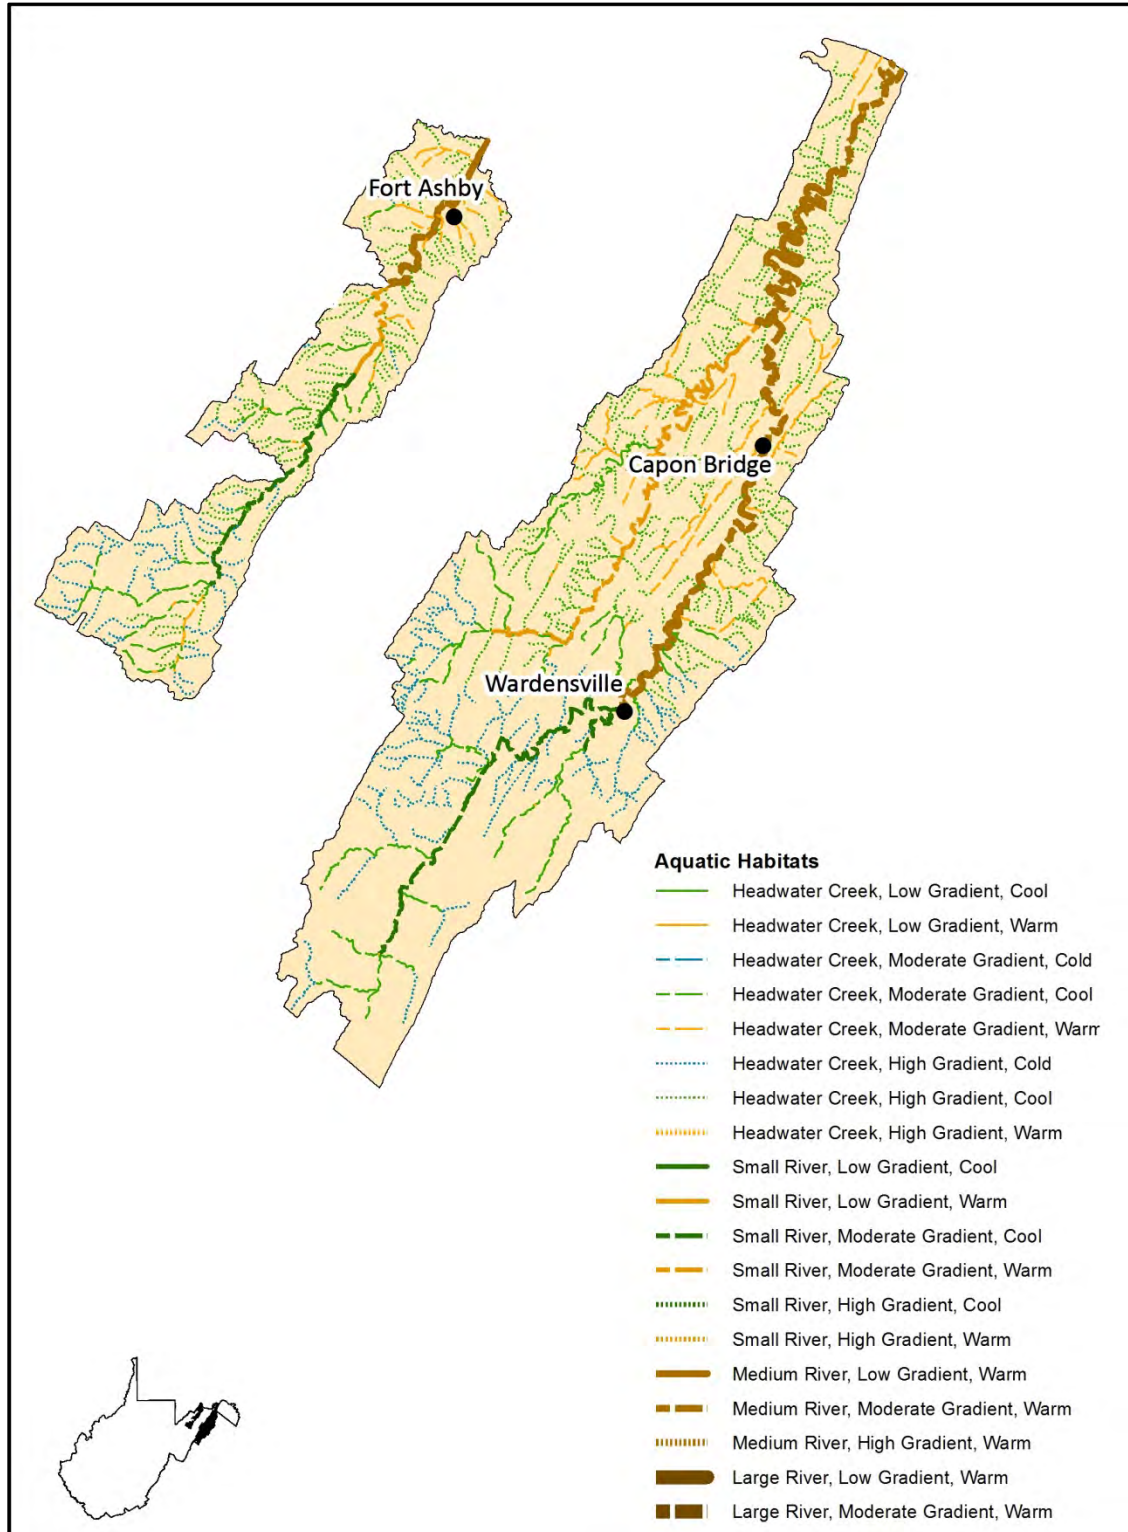 Fort Ashby
Capon Bridge
Wardensville
Aquatic Habitats
Headwater Creek, Low Gradient, Cool
Headwater Creek, Low Gradient, Warm
Headwater Creek, Moderate Gradient, Cold
Headwater Creek, Moderate Gradient, Cool
Headwater Creek, Moderate Gradient, Warm
Headwater Creek, High Gradient, Cold
Headwater Creek, High Gradient, Cool
Headwater Creek, High Gradient, Warm
Small River, Low Gradient, Cool
Small River, Low Gradient, Warm
Small River, Moderate Gradient, Cool
Small River, Moderate Gradient, Warm
Small River, High Gradient, Cool
Small River, High Gradient, Warm
Medium River, Low Gradient, Warm
Medium River, Moderate Gradient, Warm
Medium River, High Gradient, Warm
Large River, Low Gradient, Warm
Large River, Moderate Gradient, Warm